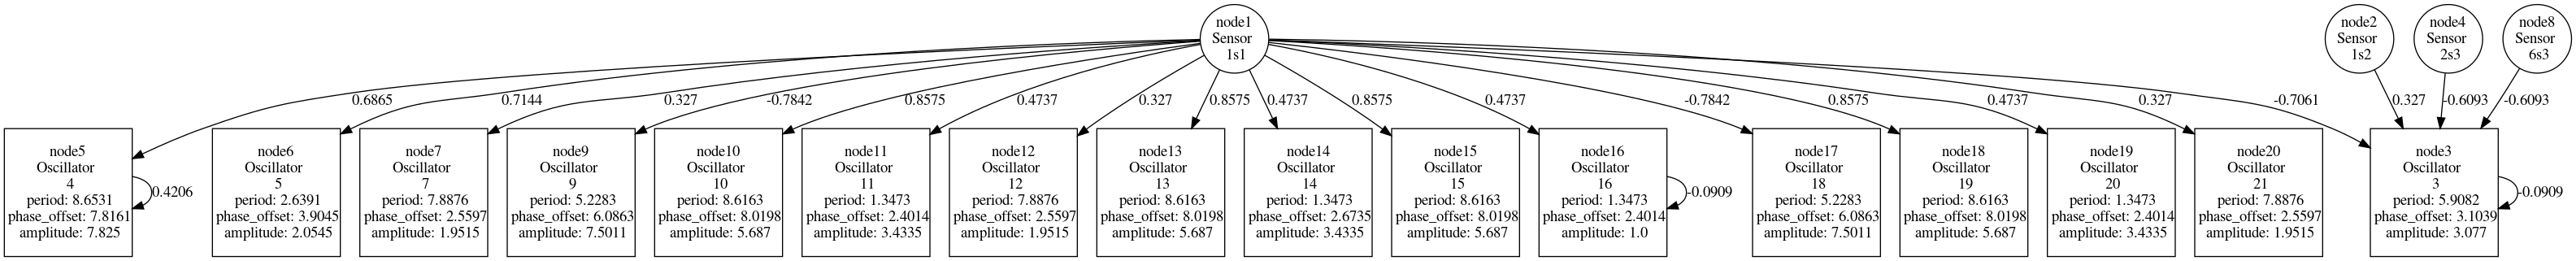 node1
Sensor
1s1
node2
Sensor
1s2
node4
Sensor
2s3
node8
Sensor
6s3
0.6865
0.7144
0.327
-0.7842
0.8575
0.4737
0.327
0.8575
0.4737
0.8575
0.4737
-0.7842
0.8575
0.4737
0.327
-0.7061
0.327
-0.6093
-0.6093
node5
Oscillator
4
period: 8.6531
phase_offset: 7.8161
amplitude: 7.825
0.4206
node6
Oscillator
5
period: 2.6391
phase_offset: 3.9045
amplitude: 2.0545
node7
Oscillator
7
period: 7.8876
phase_offset: 2.5597
amplitude: 1.9515
node9
Oscillator
9
period: 5.2283
phase_offset: 6.0863
amplitude: 7.5011
node10
Oscillator
10
period: 8.6163
phase_offset: 8.0198
amplitude: 5.687
node11
Oscillator
11
period: 1.3473
phase_offset: 2.4014
amplitude: 3.4335
node12
Oscillator
12
period: 7.8876
phase_offset: 2.5597
amplitude: 1.9515
node13
Oscillator
13
period: 8.6163
phase_offset: 8.0198
amplitude: 5.687
node14
Oscillator
14
period: 1.3473
phase_offset: 2.6735
amplitude: 3.4335
node15
Oscillator
15
period: 8.6163
phase_offset: 8.0198
amplitude: 5.687
node16
Oscillator
16
period: 1.3473
phase_offset: 2.4014
amplitude: 1.0
-0.0909
node17
Oscillator
18
period: 5.2283
phase_offset: 6.0863
amplitude: 7.5011
node18
Oscillator
19
period: 8.6163
phase_offset: 8.0198
amplitude: 5.687
node19
Oscillator
20
period: 1.3473
phase_offset: 2.4014
amplitude: 3.4335
node20
Oscillator
21
period: 7.8876
phase_offset: 2.5597
amplitude: 1.9515
node3
Oscillator
3
period: 5.9082
phase_offset: 3.1039
amplitude: 3.077
-0.0909